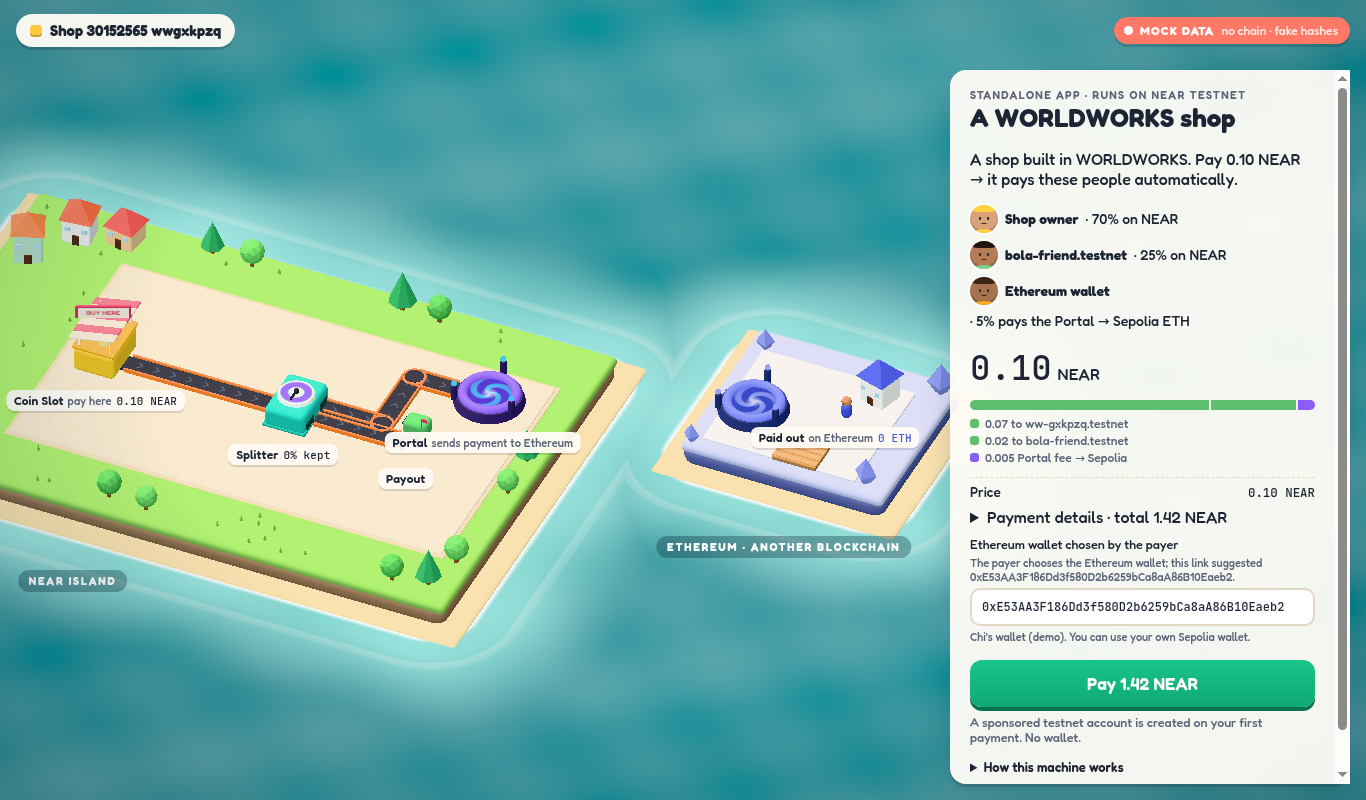 Shop 30152565 wwgxkpzq
MOCK DATA no chain · fake hashes
STANDALONE APP · RUNS ON NEAR TESTNET
A WORLDWORKS shop
A shop built in WORLDWORKS. Pay 0.10 NEAR
→ it pays these people automatically.
Shop owner · 70% on NEAR
bola-friend.testnet · 25% on NEAR
Ethereum wallet
· 5% pays the Portal → Sepolia ETH
0.10 NEAR
0.07 to ww-gxkpzq.testnet
0.02 to bola-friend.testnet
0.005 Portal fee → Sepolia
Price 0.10 NEAR
▶ Payment details · total 1.42 NEAR
Ethereum wallet chosen by the payer
The payer chooses the Ethereum wallet; this link suggested
0xE53AA3F186Dd3f580D2b6259bCa8aA86B10Eaeb2.
0xE53AA3F186Dd3f580D2b6259bCa8aA86B10Eaeb2
Chi's wallet (demo). You can use your own Sepolia wallet.
Pay 1.42 NEAR
A sponsored testnet account is created on your first
payment. No wallet.
▶ How this machine works
BUY HERE
Coin Slot pay here 0.10 NEAR
Splitter 0% kept
Portal sends payment to Ethereum
Payout
Paid out on Ethereum 0 ETH
ETHEREUM · ANOTHER BLOCKCHAIN
NEAR ISLAND